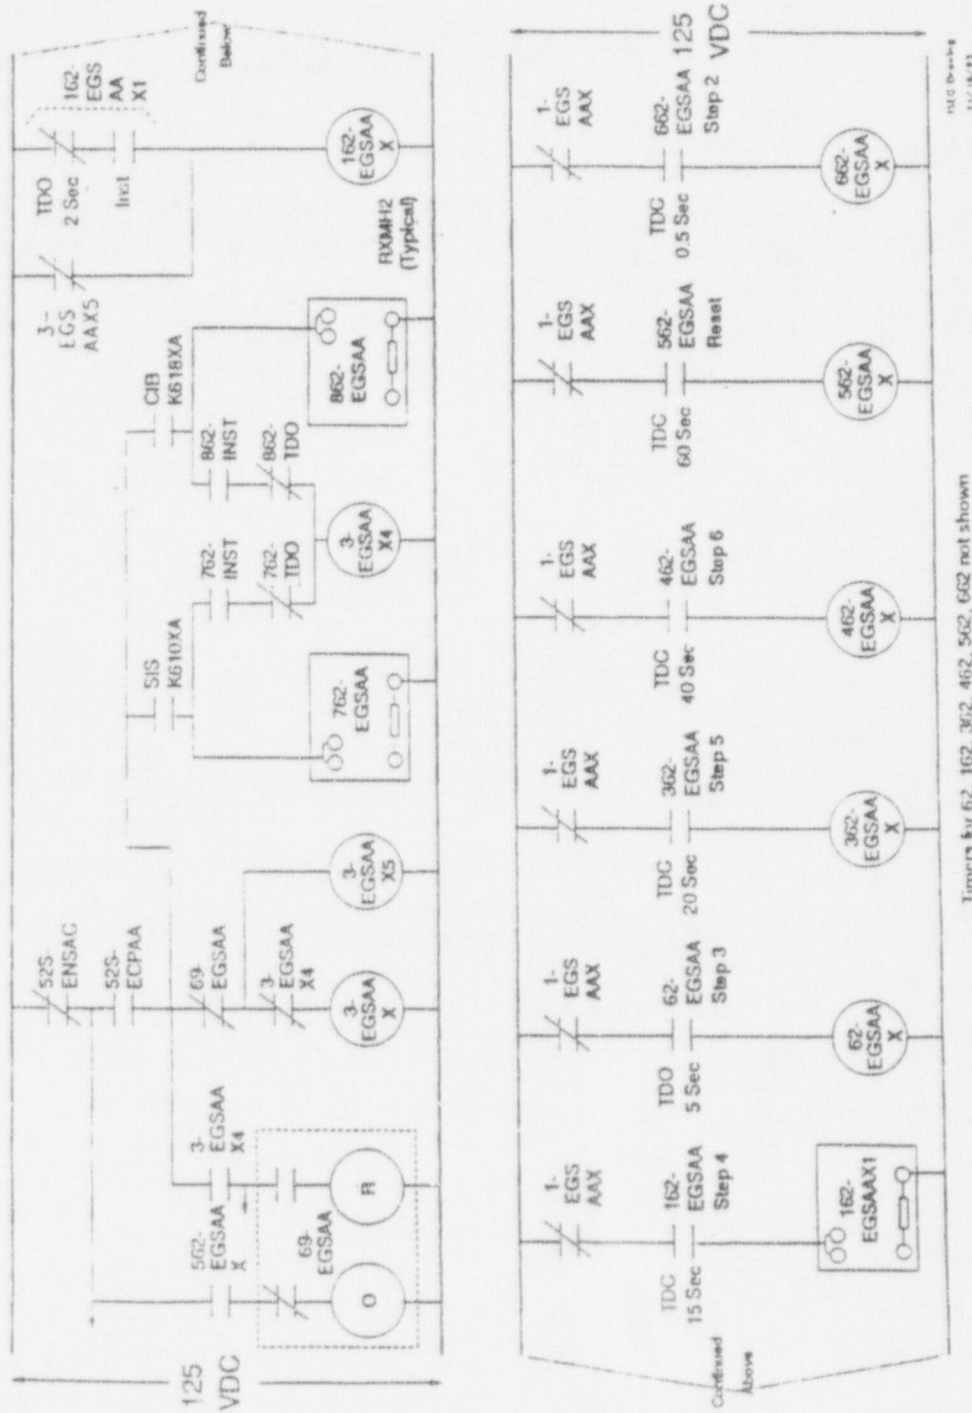 125
VDC
562-
EGSAA
X
69-
EGSAA
O
R
3-
EGSAA
X4
52S-
ENSAC
52S-
ECPAA
69-
EGSAA
3-
EGSAA
X4
3-
EGSAA
X
3-
EGSAA
X5
SIS
K610XA
762-
EGSAA
762-
INST
762-
TDO
3-
EGSAA
X4
CIB
K618XA
862-
INST
862-
TDO
862-
EGSAA
3-
EGS
AAX5
RXMH2
(Typical)
TDO
2 Sec
Inst
162-
EGS
AA
X1
162-
EGSAA
X
Continued
Below
Continued
Above
1-
EGS
AAX
TDC
15 Sec
162-
EGSAA
Step 4
162-
EGSAAX1
1-
EGS
AAX
TDO
5 Sec
62-
EGSAA
Step 3
62-
EGSAA
X
1-
EGS
AAX
TDC
20 Sec
362-
EGSAA
Step 5
362-
EGSAA
X
1-
EGS
AAX
TDC
40 Sec
462-
EGSAA
Step 6
462-
EGSAA
X
1-
EGS
AAX
TDC
60 Sec
562-
EGSAA
Reset
562-
EGSAA
X
1-
EGS
AAX
TDC
0.5 Sec
662-
EGSAA
Step 2
662-
EGSAA
X
125
VDC
Timers for 62, 162, 362, 462, 562, 662 not shown
Drawing